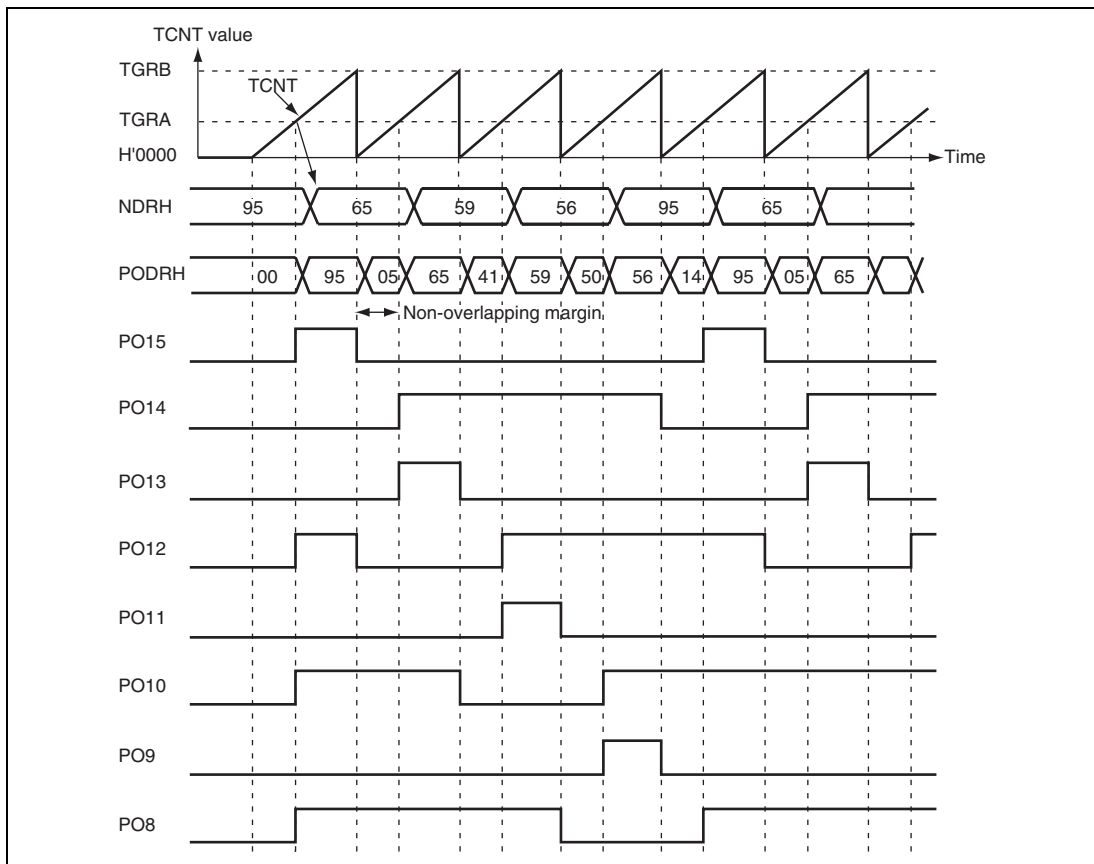 TCNT value
TGRB
TCNT
TGRA
H'0000
Time
NDRH 95 65 59 56 95 65
PODRH 00 95 05 65 41 59 50 56 14 95 05 65
Non-overlapping margin
PO15
PO14
PO13
PO12
PO11
PO10
PO9
PO8